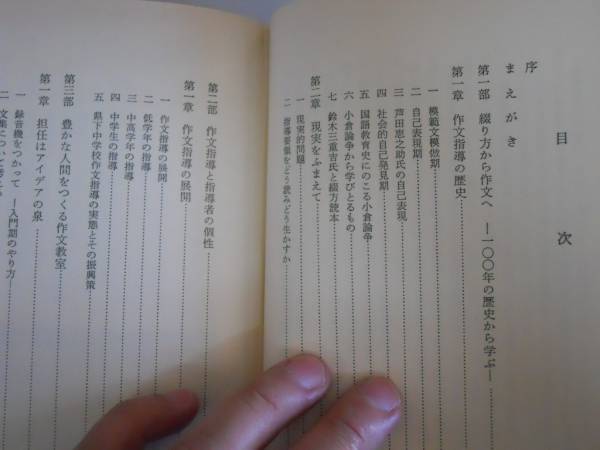 目次
序
まえがき
第一部　綴り方から作文へ　―一〇〇年の歴史から学ぶ―
第一章　作文指導の歴史
一　模範文模倣期
二　自己表現期
三　芦田恵之助氏の自己表現
四　社会的自己発見期
五　国語教育史にのこる小倉論争
六　小倉論争から学びとるもの
七　鈴木三重吉氏と綴方読本
第二章　現実をふまえて
一　現実的問題
二　指導要領をどう読みどう生かすか
第二部　作文指導と指導者の個性
第一章　作文指導の展開
一　作文指導の展開
二　低学年の指導
三　中高学年の指導
四　中学生の指導
五　県下中学校作文指導の実態とその振興策
第三部　豊かな人間をつくる作文教室
第一章　担任はアイデアの泉
一　録音機をつかって　―入門期のやり方―
二　文集について考える